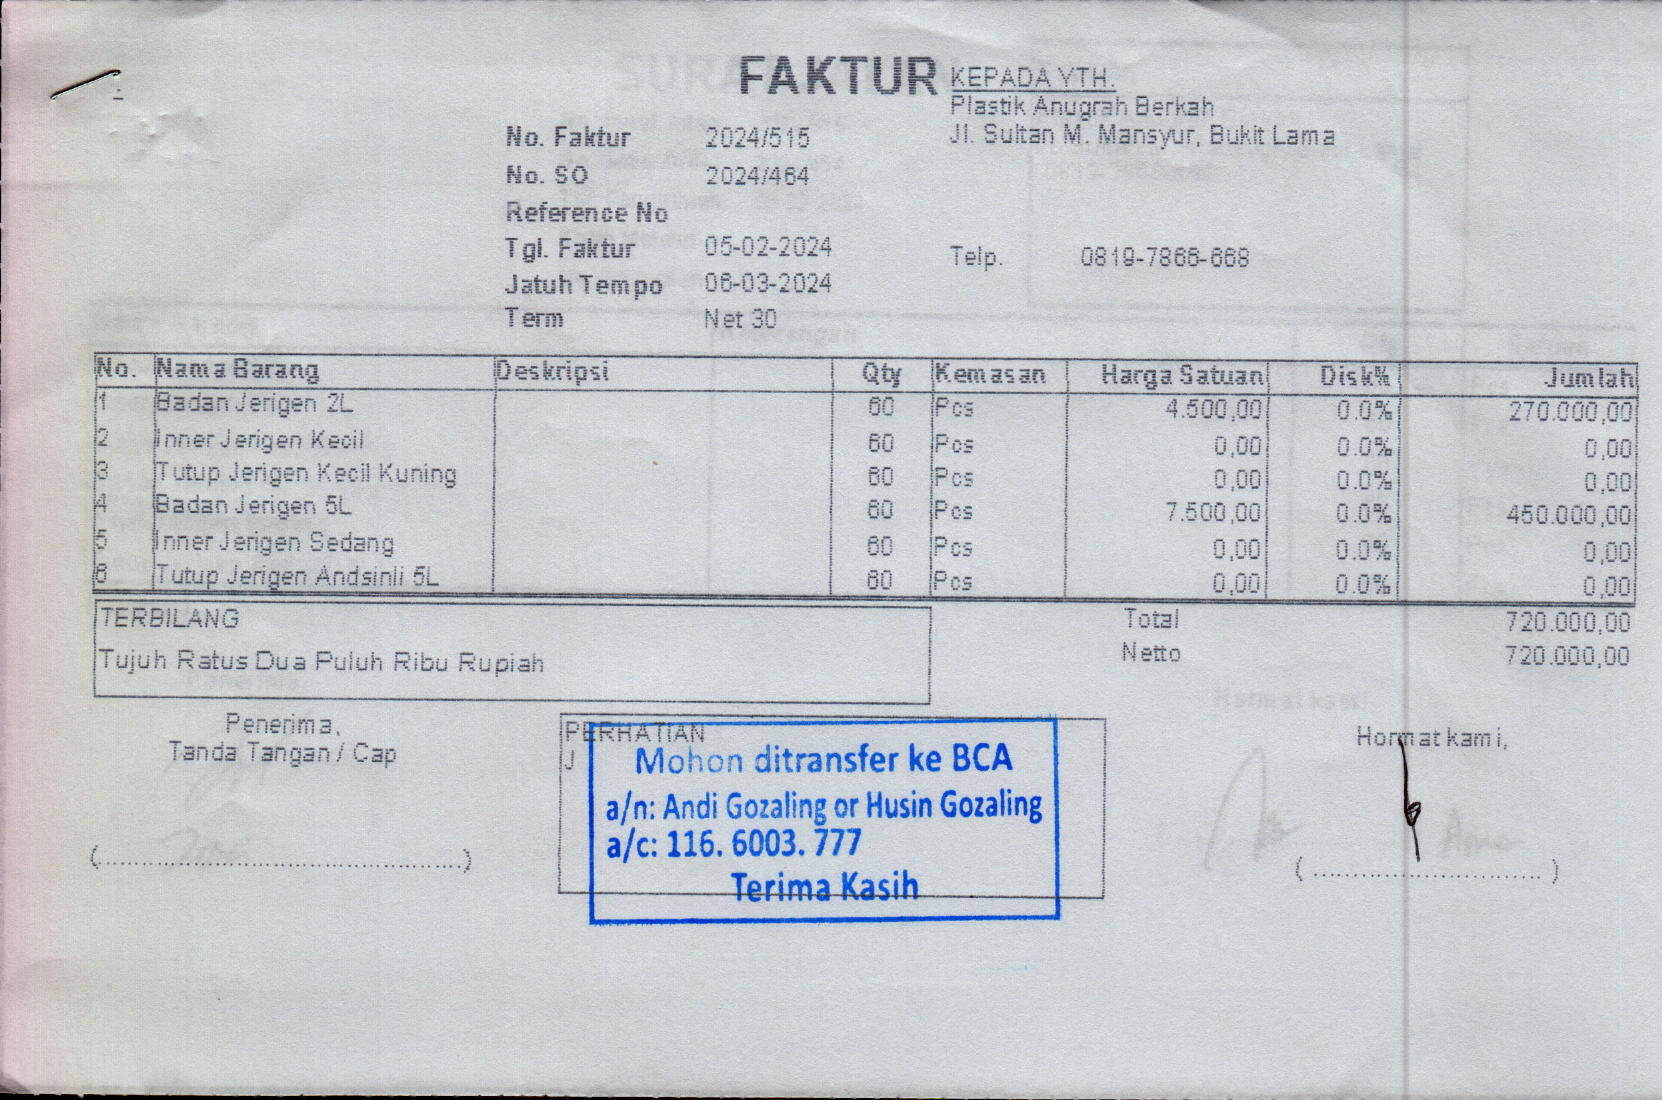 FAKTUR
KEPADA YTH.
Plastik Anugrah Berkah
Jl. Sultan M. Mansyur, Bukit Lama
No. Faktur 2024/515
No. SO 2024/464
Reference No
Tgl. Faktur 05-02-2024
Telp. 0819-7866-668
Jatuh Tempo 06-03-2024
Term Net 30
No. Nama Barang Deskripsi Qty Kemasan Harga Satuan Disk% Jumlah
1 Badan Jerigen 2L 60 Pcs 4.500,00 0.0% 270.000,00
2 Inner Jerigen Kecil 60 Pcs 0,00 0.0% 0,00
3 Tutup Jerigen Kecil Kuning 60 Pcs 0,00 0.0% 0,00
4 Badan Jerigen 5L 60 Pcs 7.500,00 0.0% 450.000,00
5 Inner Jerigen Sedang 60 Pcs 0,00 0.0% 0,00
6 Tutup Jerigen Andsinli 5L 60 Pcs 0,00 0.0% 0,00
TERBILANG
Tujuh Ratus Dua Puluh Ribu Rupiah
Total 720.000,00
Netto 720.000,00
Penerima,
Tanda Tangan / Cap
PERHATIAN
J
Mohon ditransfer ke BCA
a/n: Andi Gozaling or Husin Gozaling
a/c: 116. 6003. 777
Terima Kasih
Hormat kami,
(............................................)
(............................)